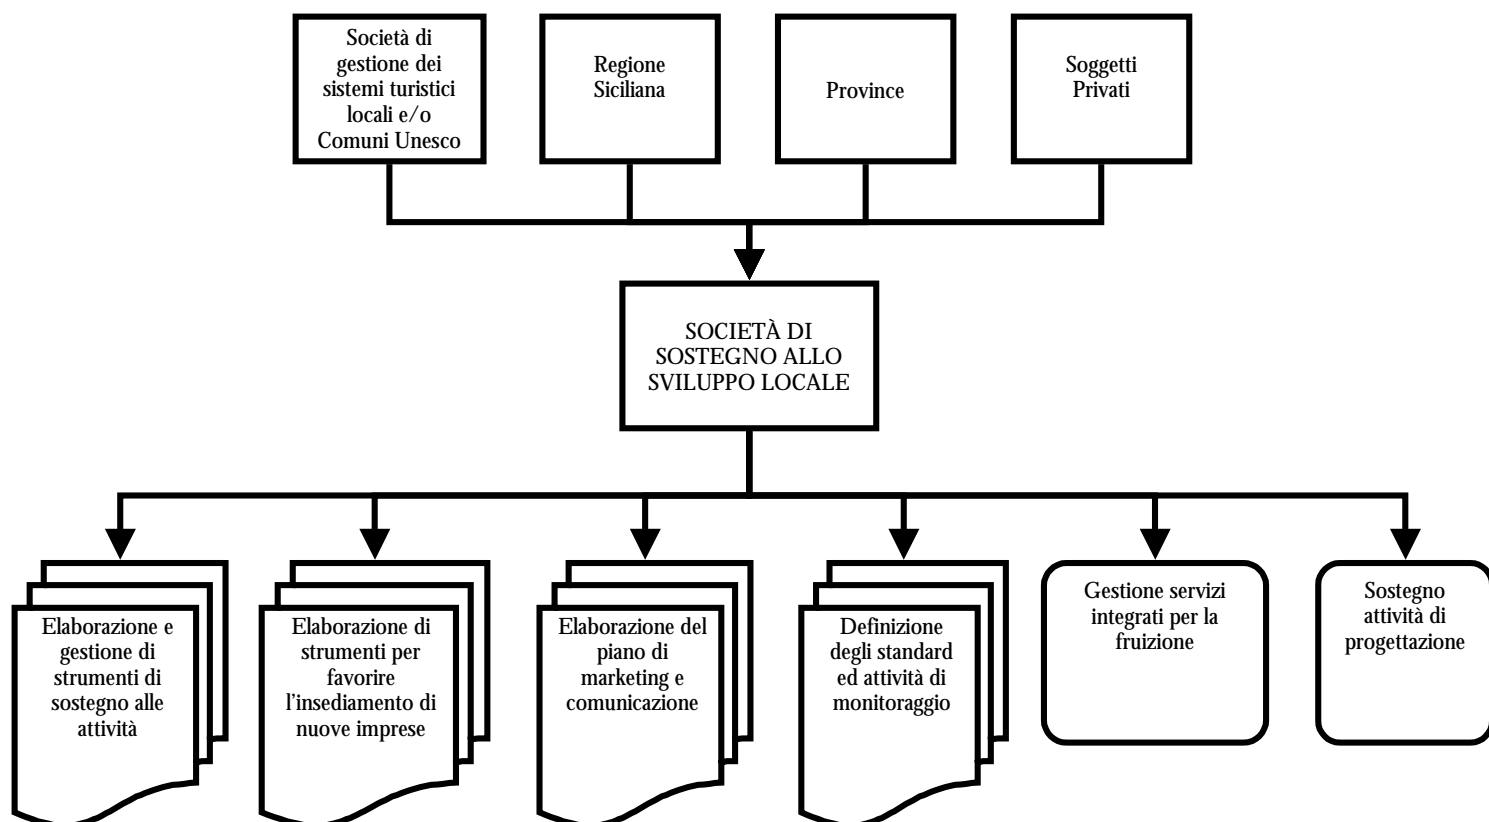 Società di
gestione dei
sistemi turistici
locali e/o
Comuni Unesco
Regione
Siciliana
Province
Soggetti
Privati
SOCIETÀ DI
SOSTEGNO ALLO
SVILUPPO LOCALE
Elaborazione e
gestione di
strumenti di
sostegno alle
attività
Elaborazione di
strumenti per
favorire
l'insediamento di
nuove imprese
Elaborazione del
piano di
marketing e
comunicazione
Definizione
degli standard
ed attività di
monitoraggio
Gestione servizi
integrati per la
fruizione
Sostegno
attività di
progettazione